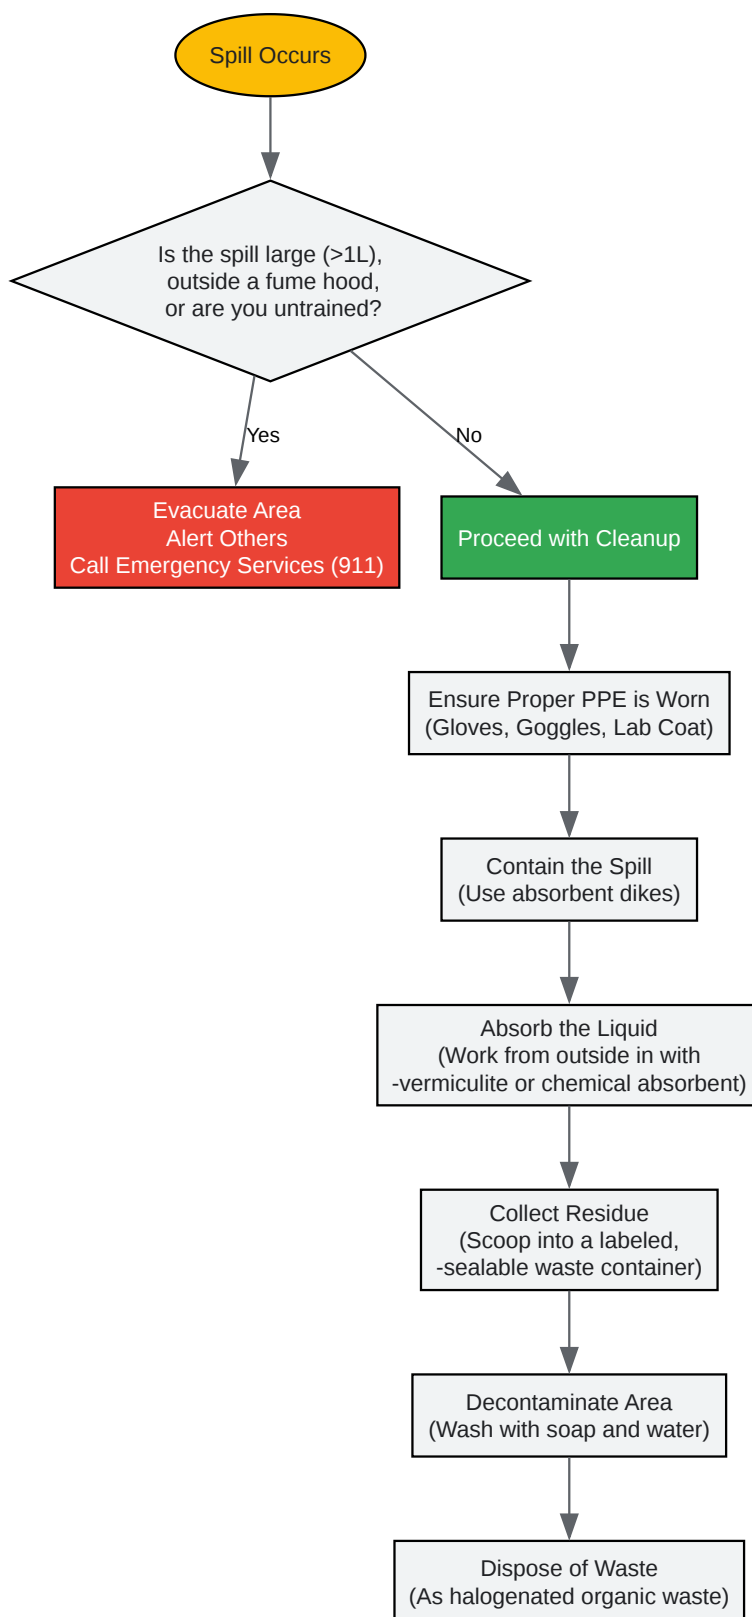 Spill Occurs
Is the spill large (>1L),
outside a fume hood,
or are you untrained?
Yes
No
Evacuate Area
Alert Others
Call Emergency Services (911)
Proceed with Cleanup
Ensure Proper PPE is Worn
(Gloves, Goggles, Lab Coat)
Contain the Spill
(Use absorbent dikes)
Absorb the Liquid
(Work from outside in with
-vermiculite or chemical absorbent)
Collect Residue
(Scoop into a labeled,
-sealable waste container)
Decontaminate Area
(Wash with soap and water)
Dispose of Waste
(As halogenated organic waste)